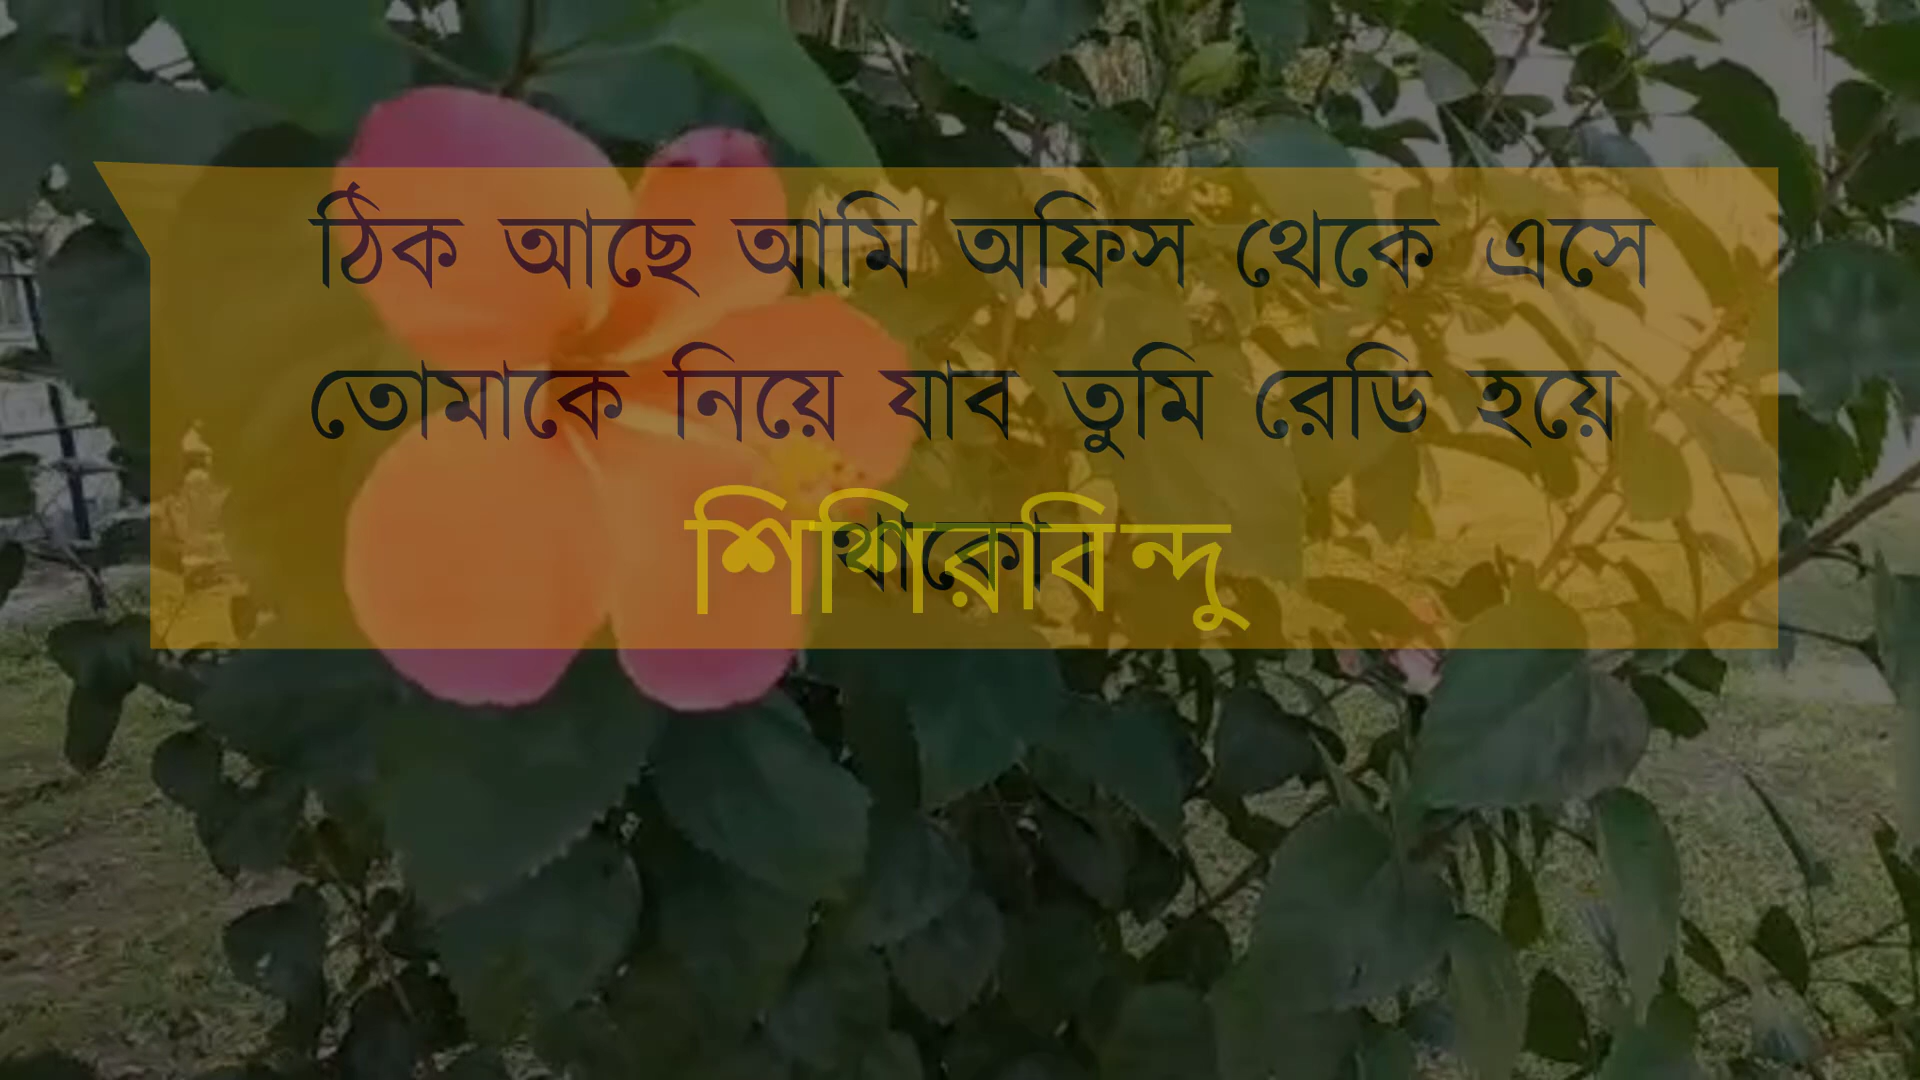 ঠিক আছে আমি অফিস থেকে এসে
তোমাকে নিয়ে যাব তুমি রেডি হয়ে
থাকো।
শিশিরবিন্দু